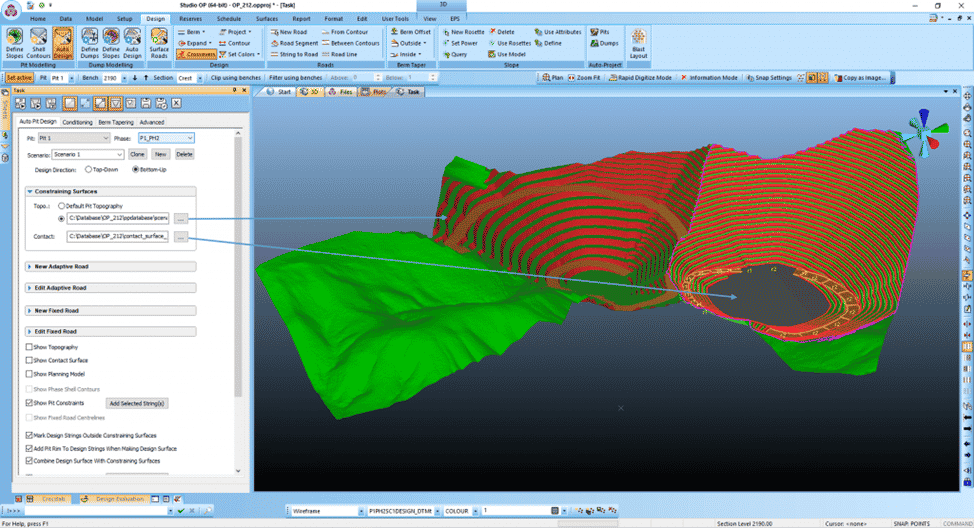 Studio OP (64-bit) - OP_212.opproj * - [Task]
3D
Home Data Model Setup Design Reserves Schedule Surfaces Report Format Edit User Tools View EPS
Define Slopes Shell Contours Auto Design Define Dumps Shell Contours Auto Design Surface Roads
Berm Project
Expand Contour
Crossovers Set Colors
New Road From Contour
Road Segment Between Contours
String to Road Road Line
Berm Offset
Outside
Inside
New Rosette Delete Use Attributes
Set Power Use Rosettes Define
Query Use Model
Pits
Dumps
Blast Layout
Pit Modelling Dump Modelling Design Roads Berm Taper Slope Auto-Project
Set active Pit Pit 1 Bench 2190 Section Crest Clip using benches Filter using benches Above: 0 Below: 1 Plan Zoom Fit Rapid Digitize Mode Information Mode Snap Settings Copy as image...
Task
Start 3D Files Plots Task
Sheets
Auto Pit Design Conditioning Berm Tapering Advanced
Pit: Pit 1 Phase: P1_PH2
Scenario: Scenario 1 Clone New Delete
Design Direction: Top-Down Bottom-Up
Constraining Surfaces
Topo.: Default Pit Topography
C:\Database\OP_212\opdatabase\scen ...
Contact: C:\Database\OP_212\contact_surface_ ...
New Adaptive Road
Edit Adaptive Road
New Fixed Road
Edit Fixed Road
Show Topography
Show Contact Surface
Show Planning Model
Show Phase Shell Contours
Show Pit Constraints Add Selected String(s)
Show Fixed Road Centrelines
Mark Design Strings Outside Constraining Surfaces
Add Pit Rim To Design Strings When Making Design Surface
Combine Design Surface With Constraining Surfaces
Design Evaluation
Wireframe P1PH2SC1DESIGN_DTME COLOUR 1
For Help, press F1
Section Level 2190.00 Cursor: <none> SNAP: POINTS COMMAND